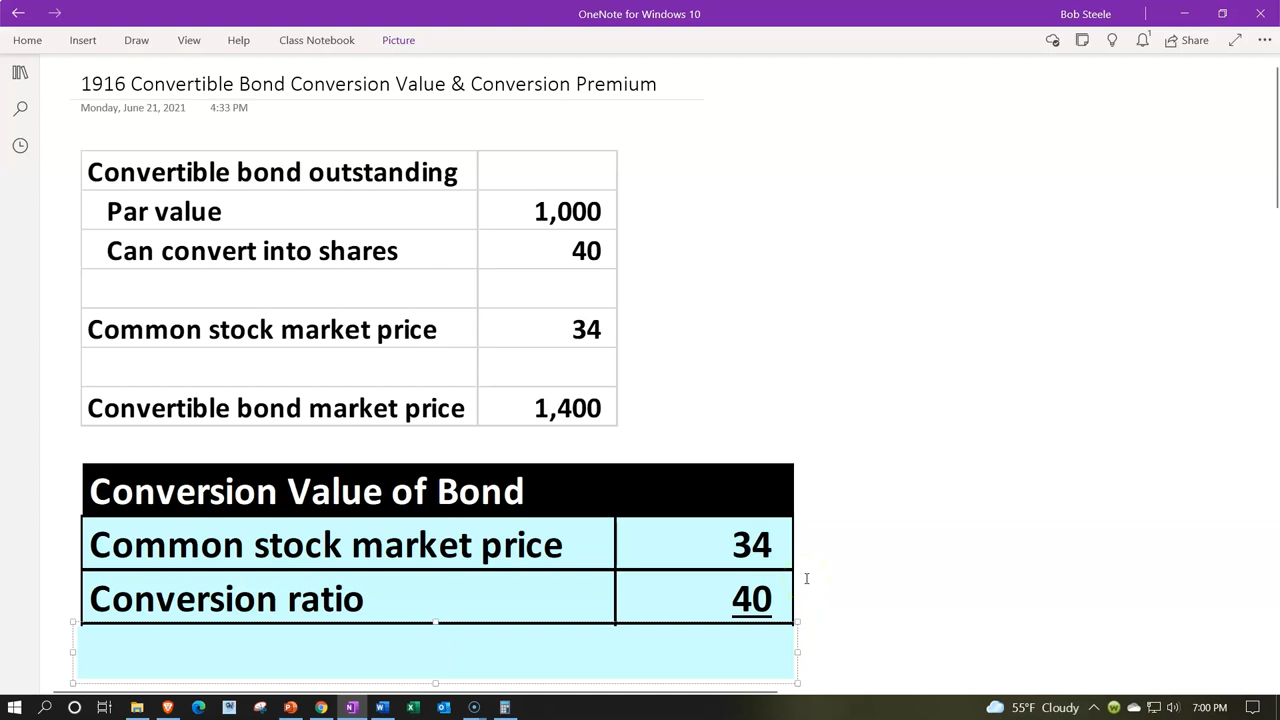 OneNote for Windows 10
Bob Steele
Home Insert Draw View Help Class Notebook Picture
1 Share
1916 Convertible Bond Conversion Value & Conversion Premium
Monday, June 21, 2021 4:33 PM
Convertible bond outstanding
Par value 1,000
Can convert into shares 40
Common stock market price 34
Convertible bond market price 1,400
Conversion Value of Bond
Common stock market price 34
Conversion ratio 40
55°F Cloudy 7:00 PM